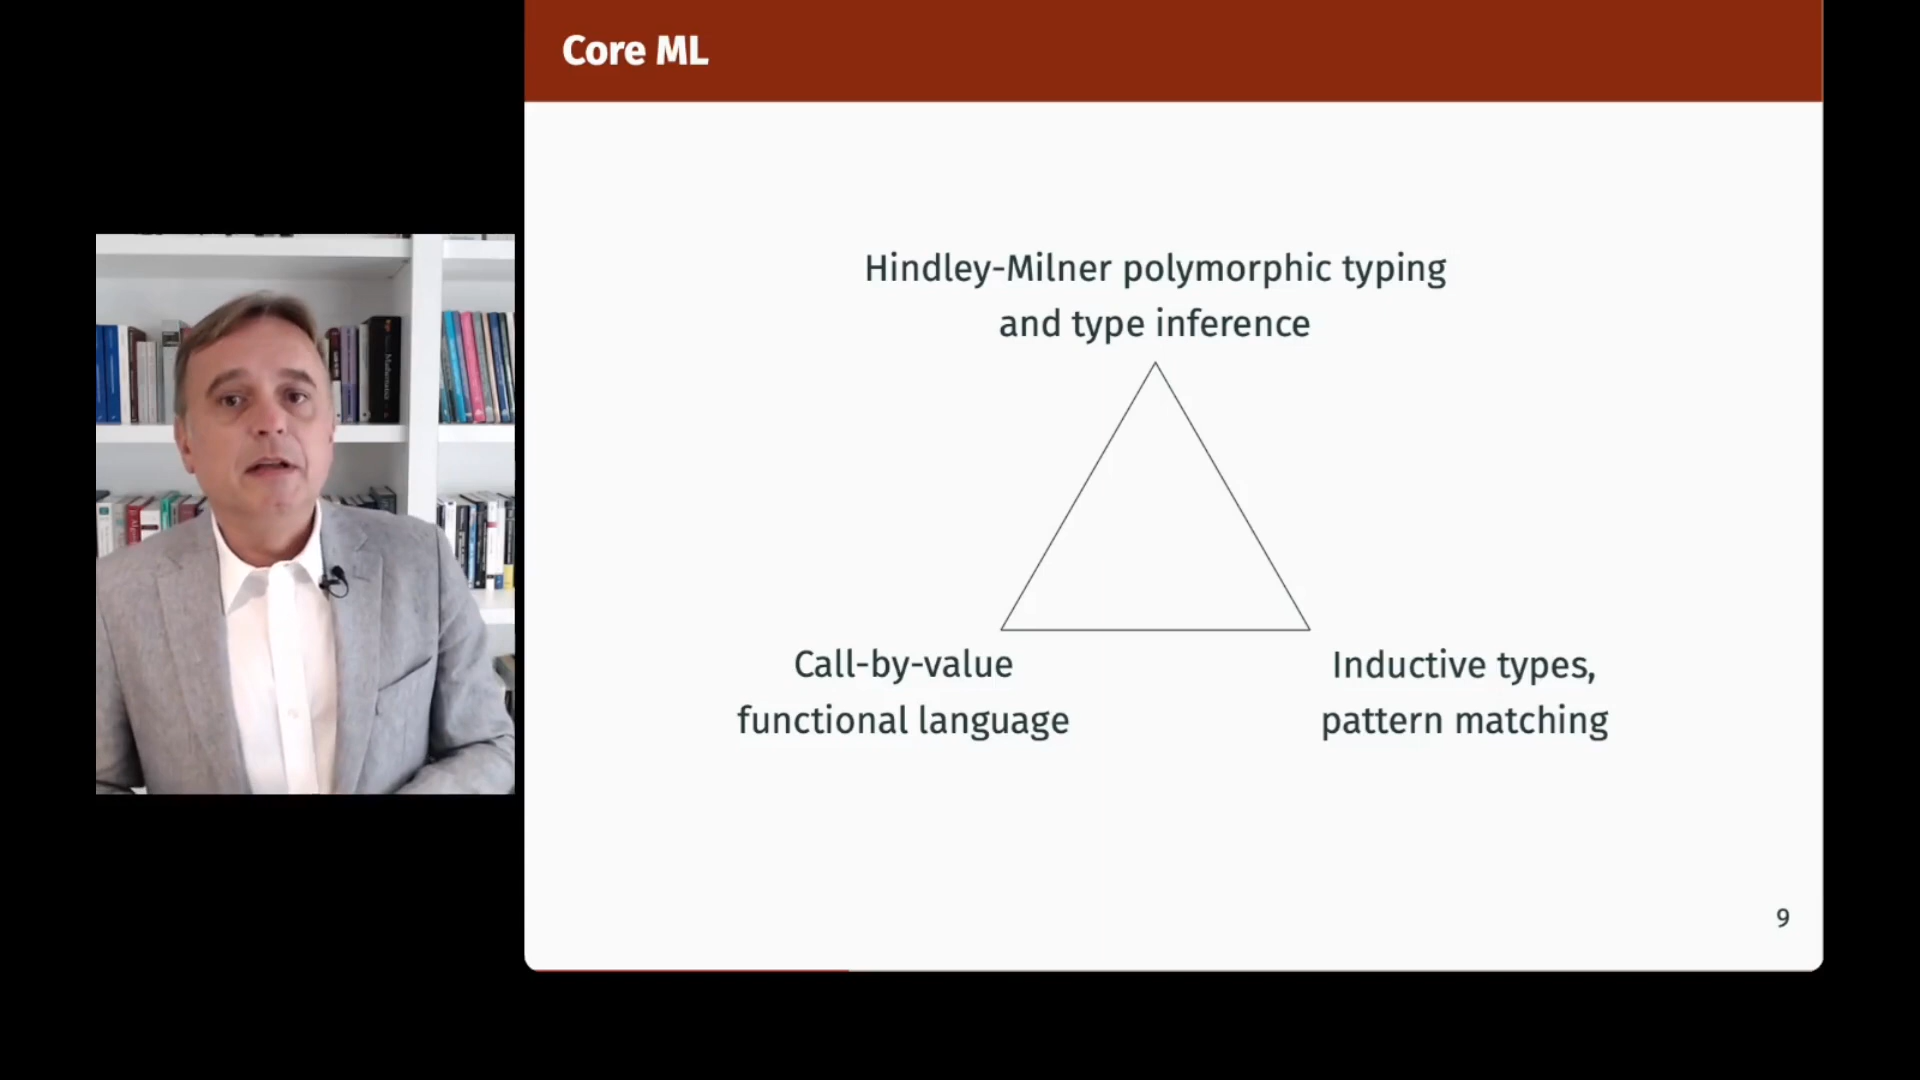 Core ML
Hindley-Milner polymorphic typing
and type inference
Call-by-value
functional language
Inductive types,
pattern matching
9